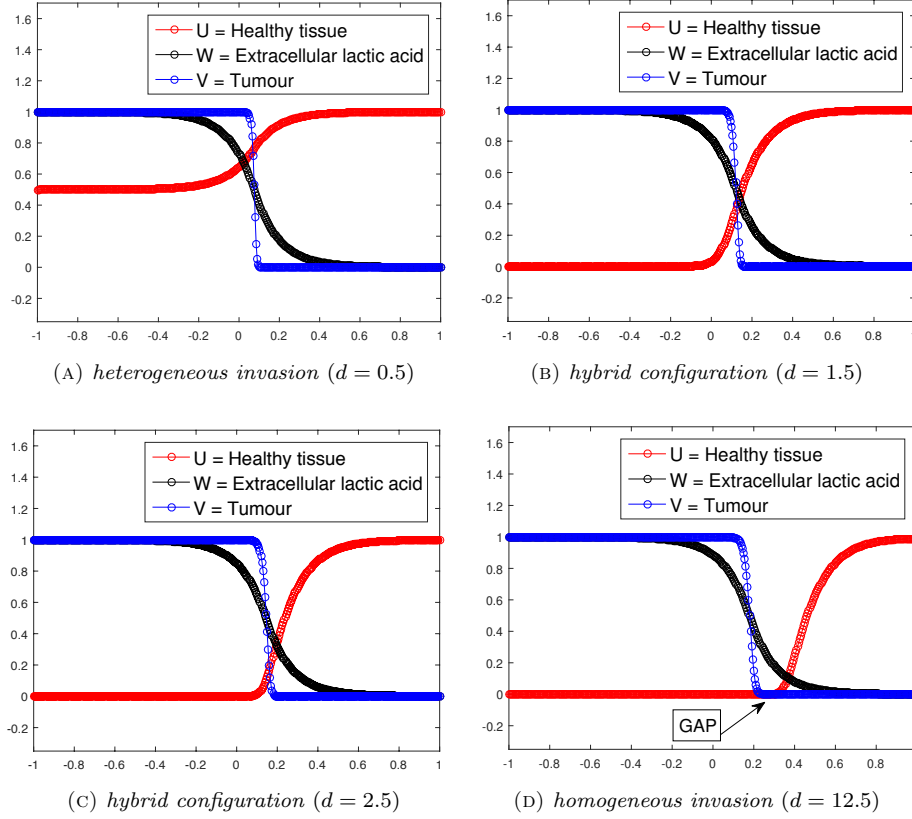 1.6
1.4
1.2
1
0.8
0.6
0.4
0.2
0
-0.2
-1 -0.8 -0.6 -0.4 -0.2 0 0.2 0.4 0.6 0.8 1
U = Healthy tissue
W = Extracellular lactic acid
V = Tumour
(A) heterogeneous invasion (d = 0.5)
1.6
1.4
1.2
1
0.8
0.6
0.4
0.2
0
-0.2
-1 -0.8 -0.6 -0.4 -0.2 0 0.2 0.4 0.6 0.8 1
U = Healthy tissue
W = Extracellular lactic acid
V = Tumour
(B) hybrid configuration (d = 1.5)
1.6
1.4
1.2
1
0.8
0.6
0.4
0.2
0
-0.2
-1 -0.8 -0.6 -0.4 -0.2 0 0.2 0.4 0.6 0.8 1
U = Healthy tissue
W = Extracellular lactic acid
V = Tumour
(C) hybrid configuration (d = 2.5)
1.6
1.4
1.2
1
0.8
0.6
0.4
0.2
0
-0.2
-1 -0.8 -0.6 -0.4 -0.2 0 0.2 0.4 0.6 0.8
U = Healthy tissue
W = Extracellular lactic acid
V = Tumour
GAP
(D) homogeneous invasion (d = 12.5)